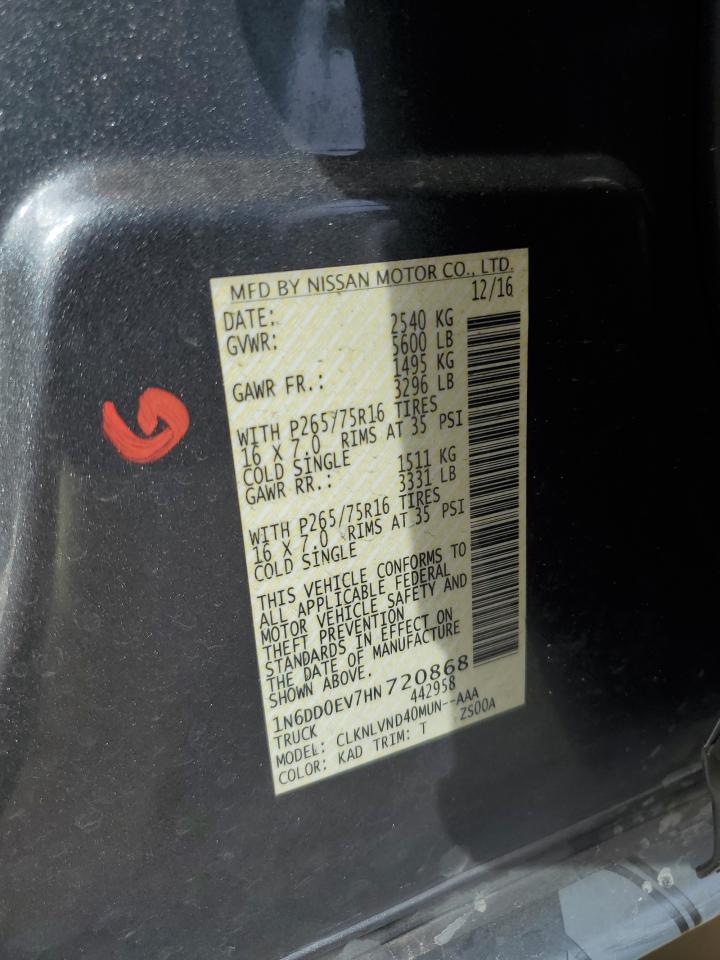 MFD BY NISSAN MOTOR CO., LTD.
DATE: 12/16
GVWR: 2540 KG
5600 LB
GAWR FR.: 1495 KG
3296 LB
WITH P265/75R16 TIRES
16 X 7.0 RIMS AT 35 PSI
COLD SINGLE
GAWR RR.: 1511 KG
3331 LB
WITH P265/75R16 TIRES
16 X 7.0 RIMS AT 35 PSI
COLD SINGLE
THIS VEHICLE CONFORMS TO
ALL APPLICABLE FEDERAL
MOTOR VEHICLE SAFETY AND
THEFT PREVENTION
STANDARDS IN EFFECT ON
THE DATE OF MANUFACTURE
SHOWN ABOVE.
1N6DD0EV7HN720868
TRUCK 442958
MODEL: CLKNLVND40MUN--AAA
COLOR: KAD TRIM: T ZS00A